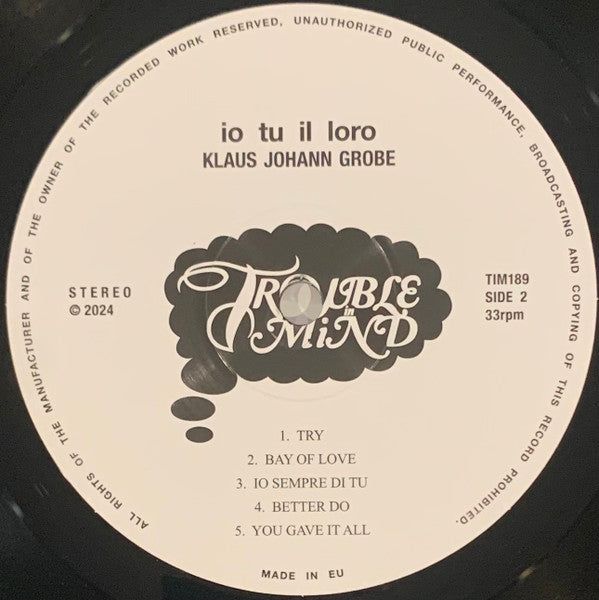 ALL RIGHTS OF THE MANUFACTURER AND OF THE OWNER OF THE RECORDED WORK RESERVED, UNAUTHORIZED PUBLIC PERFORMANCE, BROADCASTING AND COPYING OF THIS RECORD PROHIBITED.
io tu il loro
KLAUS JOHANN GROBE
STEREO
© 2024
TROUBLE
in
MiND
TIM189
SIDE 2
33rpm
1. TRY
2. BAY OF LOVE
3. IO SEMPRE DI TU
4. BETTER DO
5. YOU GAVE IT ALL
MADE IN EU